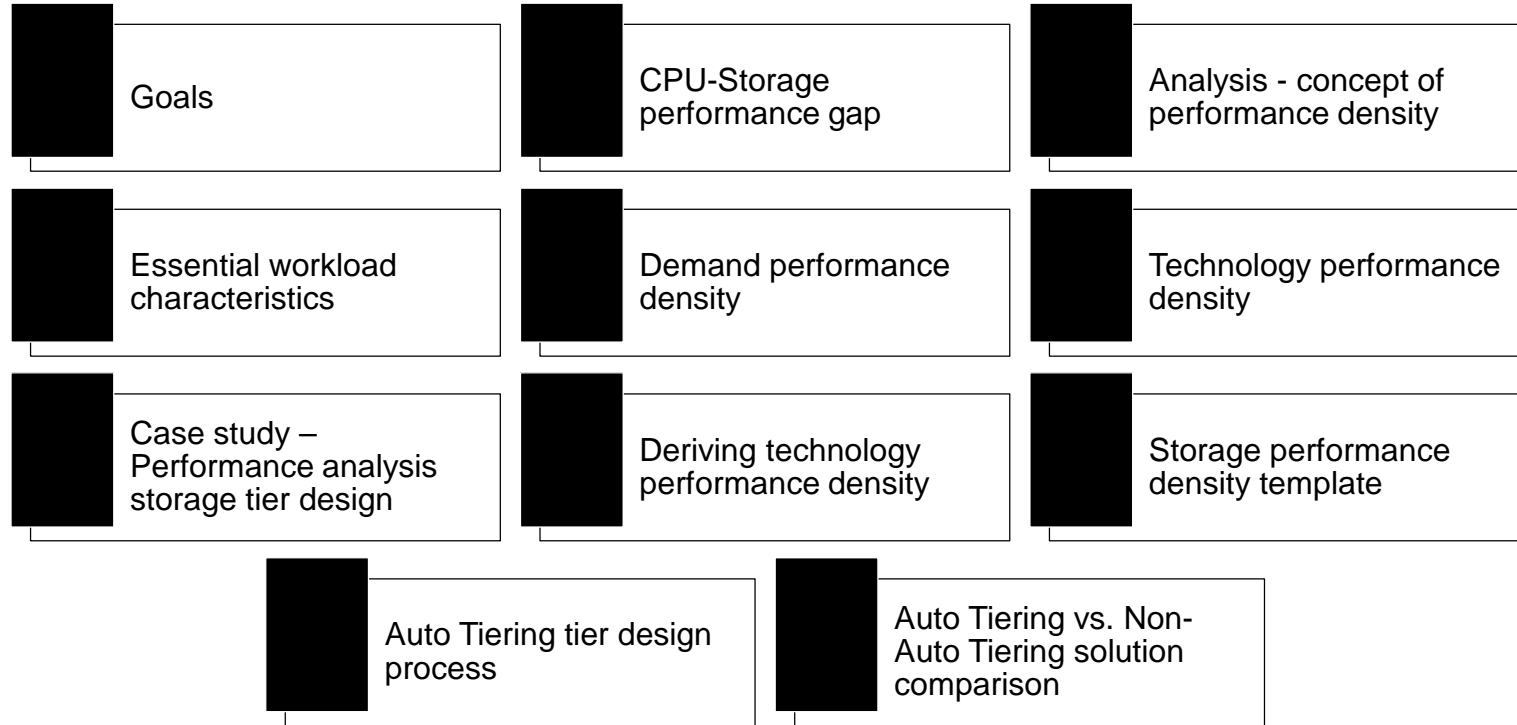 Goals
CPU-Storage
performance gap
Analysis - concept of
performance density
Essential workload
characteristics
Demand performance
density
Technology performance
density
Case study –
Performance analysis
storage tier design
Deriving technology
performance density
Storage performance
density template
Auto Tiering tier design
process
Auto Tiering vs. Non-
Auto Tiering solution
comparison